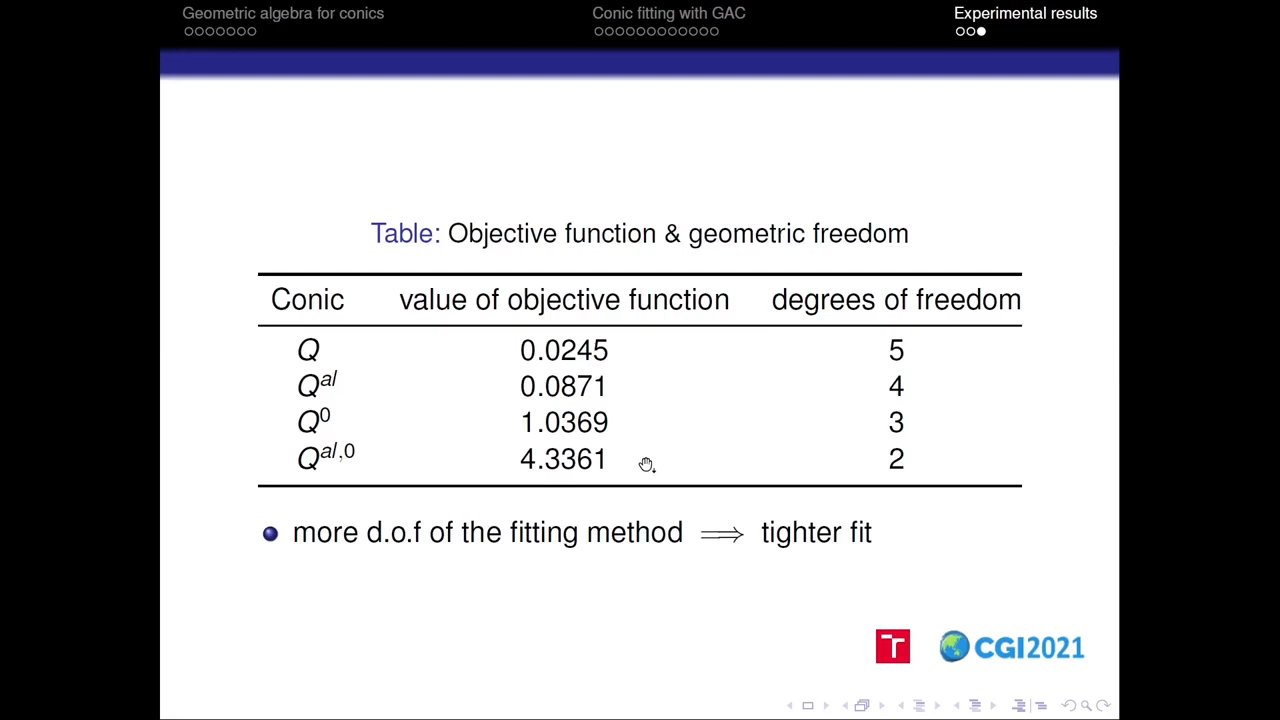 Geometric algebra for conics Conic fitting with GAC Experimental results
Table: Objective function & geometric freedom
Conic value of objective function degrees of freedom
Q 0.0245 5
Q^al 0.0871 4
Q^0 1.0369 3
Q^al,0 4.3361 2
more d.o.f of the fitting method ⟹ tighter fit
T CGI2021